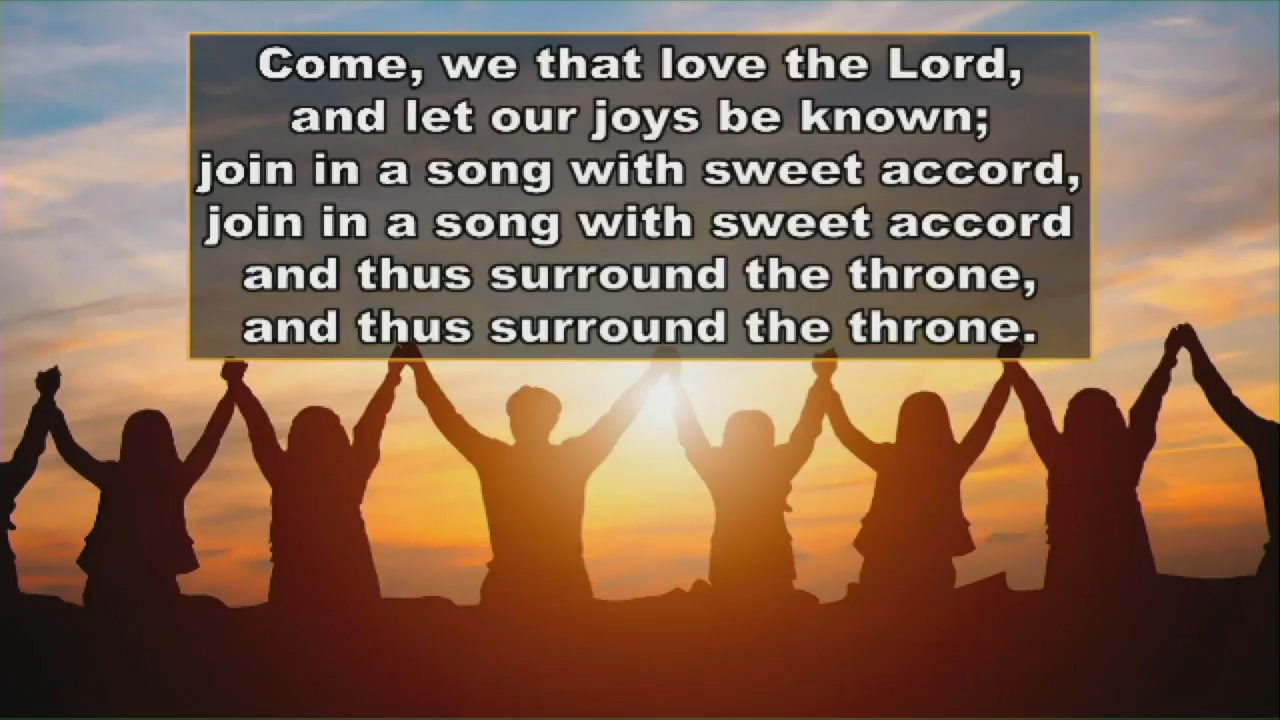 Come, we that love the Lord,
and let our joys be known;
join in a song with sweet accord,
join in a song with sweet accord
and thus surround the throne,
and thus surround the throne.